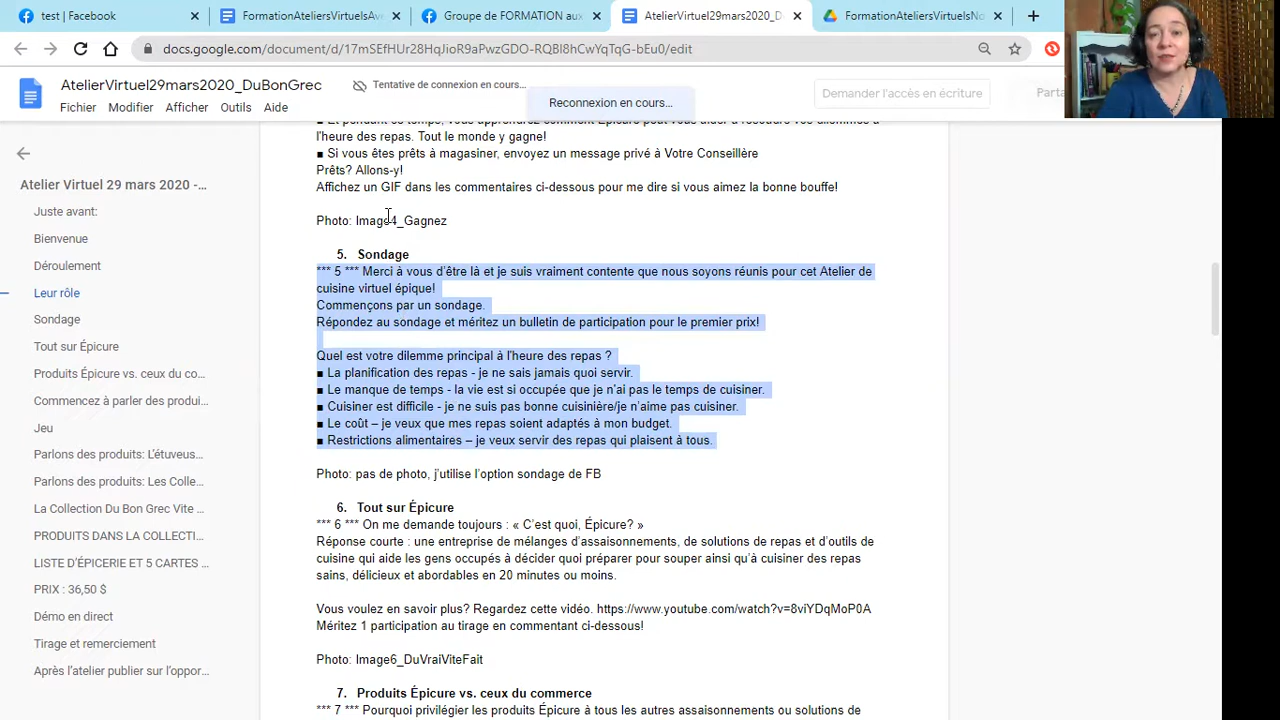 test | Facebook
FormationAteliersVirtuelsAve
Groupe de FORMATION aux
AtelierVirtuel29mars2020_D
FormationAteliersVirtuelsNo
docs.google.com/document/d/17mSEfHUr28HqJioR9aPwzGDO-RQBl8hCwYqTqG-bEu0/edit
AtelierVirtuel29mars2020_DuBonGrec
Tentative de connexion en cours...
Reconnexion en cours...
Demander l'accès en écriture
Parta
Fichier Modifier Afficher Outils Aide
Atelier Virtuel 29 mars 2020 -...
Juste avant:
Bienvenue
Déroulement
Leur rôle
Sondage
Tout sur Épicure
Produits Épicure vs. ceux du co...
Commencez à parler des produi...
Jeu
Parlons des produits: L'étuveus...
Parlons des produits: Les Colle...
La Collection Du Bon Grec Vite ...
PRODUITS DANS LA COLLECTI...
LISTE D'ÉPICERIE ET 5 CARTES ...
PRIX : 36,50 $
Démo en direct
Tirage et remerciement
Après l'atelier publier sur l'oppor...
l'heure des repas. Tout le monde y gagne!
■ Si vous êtes prêts à magasiner, envoyez un message privé à Votre Conseillère
Prêts? Allons-y!
Affichez un GIF dans les commentaires ci-dessous pour me dire si vous aimez la bonne bouffe!
Photo: Image4_Gagnez
5. Sondage
*** 5 *** Merci à vous d'être là et je suis vraiment contente que nous soyons réunis pour cet Atelier de
cuisine virtuel épique!
Commençons par un sondage.
Répondez au sondage et méritez un bulletin de participation pour le premier prix!
Quel est votre dilemme principal à l'heure des repas ?
■ La planification des repas - je ne sais jamais quoi servir.
■ Le manque de temps - la vie est si occupée que je n'ai pas le temps de cuisiner.
■ Cuisiner est difficile - je ne suis pas bonne cuisinière/je n'aime pas cuisiner.
■ Le coût – je veux que mes repas soient adaptés à mon budget.
■ Restrictions alimentaires – je veux servir des repas qui plaisent à tous.
Photo: pas de photo, j'utilise l'option sondage de FB
6. Tout sur Épicure
*** 6 *** On me demande toujours : « C'est quoi, Épicure? »
Réponse courte : une entreprise de mélanges d'assaisonnements, de solutions de repas et d'outils de
cuisine qui aide les gens occupés à décider quoi préparer pour souper ainsi qu'à cuisiner des repas
sains, délicieux et abordables en 20 minutes ou moins.
Vous voulez en savoir plus? Regardez cette vidéo. https://www.youtube.com/watch?v=8viYDqMoP0A
Méritez 1 participation au tirage en commentant ci-dessous!
Photo: Image6_DuVraiViteFait
7. Produits Épicure vs. ceux du commerce
*** 7 *** Pourquoi privilégier les produits Épicure à tous les autres assaisonnements ou solutions de